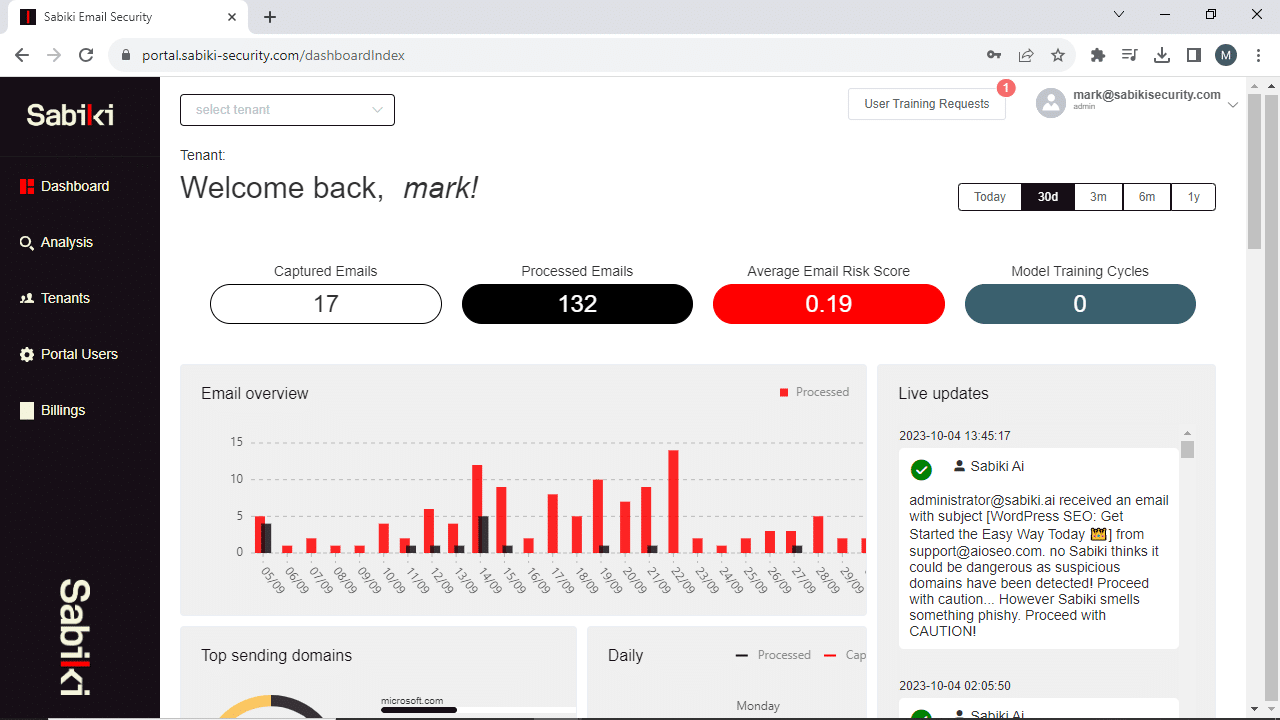 Sabiki Email Security
portal.sabiki-security.com/dashboardIndex
M
Sabiki
Dashboard
Analysis
Tenants
Portal Users
Billings
Sabiki
select tenant
User Training Requests
1
mark@sabikisecurity.com
admin
Tenant:
Welcome back, mark!
Today 30d 3m 6m 1y
Captured Emails
17
Processed Emails
132
Average Email Risk Score
0.19
Model Training Cycles
0
Email overview
Processed
15
10
5
0
05/09 06/09 07/09 08/09 09/09 10/09 11/09 12/09 13/09 14/09 15/09 16/09 17/09 18/09 19/09 20/09 21/09 22/09 23/09 24/09 25/09 26/09 27/09 28/09 29/09
Live updates
2023-10-04 13:45:17
Sabiki Ai
administrator@sabiki.ai received an email
with subject [WordPress SEO: Get
Started the Easy Way Today] from
support@aioseo.com. no Sabiki thinks it
could be dangerous as suspicious
domains have been detected! Proceed
with caution... However Sabiki smells
something phishy. Proceed with
CAUTION!
2023-10-04 02:05:50
Sabiki Ai
Top sending domains
microsoft.com
Daily
Processed Cap
Monday